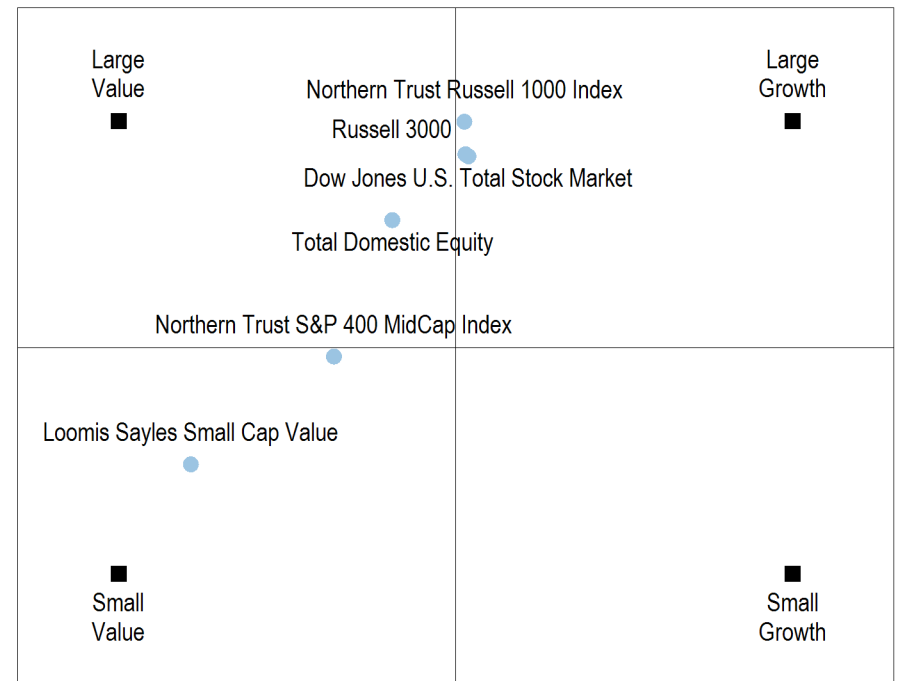 Large
Value
Large
Growth
Northern Trust Russell 1000 Index
Russell 3000
Dow Jones U.S. Total Stock Market
Total Domestic Equity
Northern Trust S&P 400 MidCap Index
Loomis Sayles Small Cap Value
Small
Value
Small
Growth